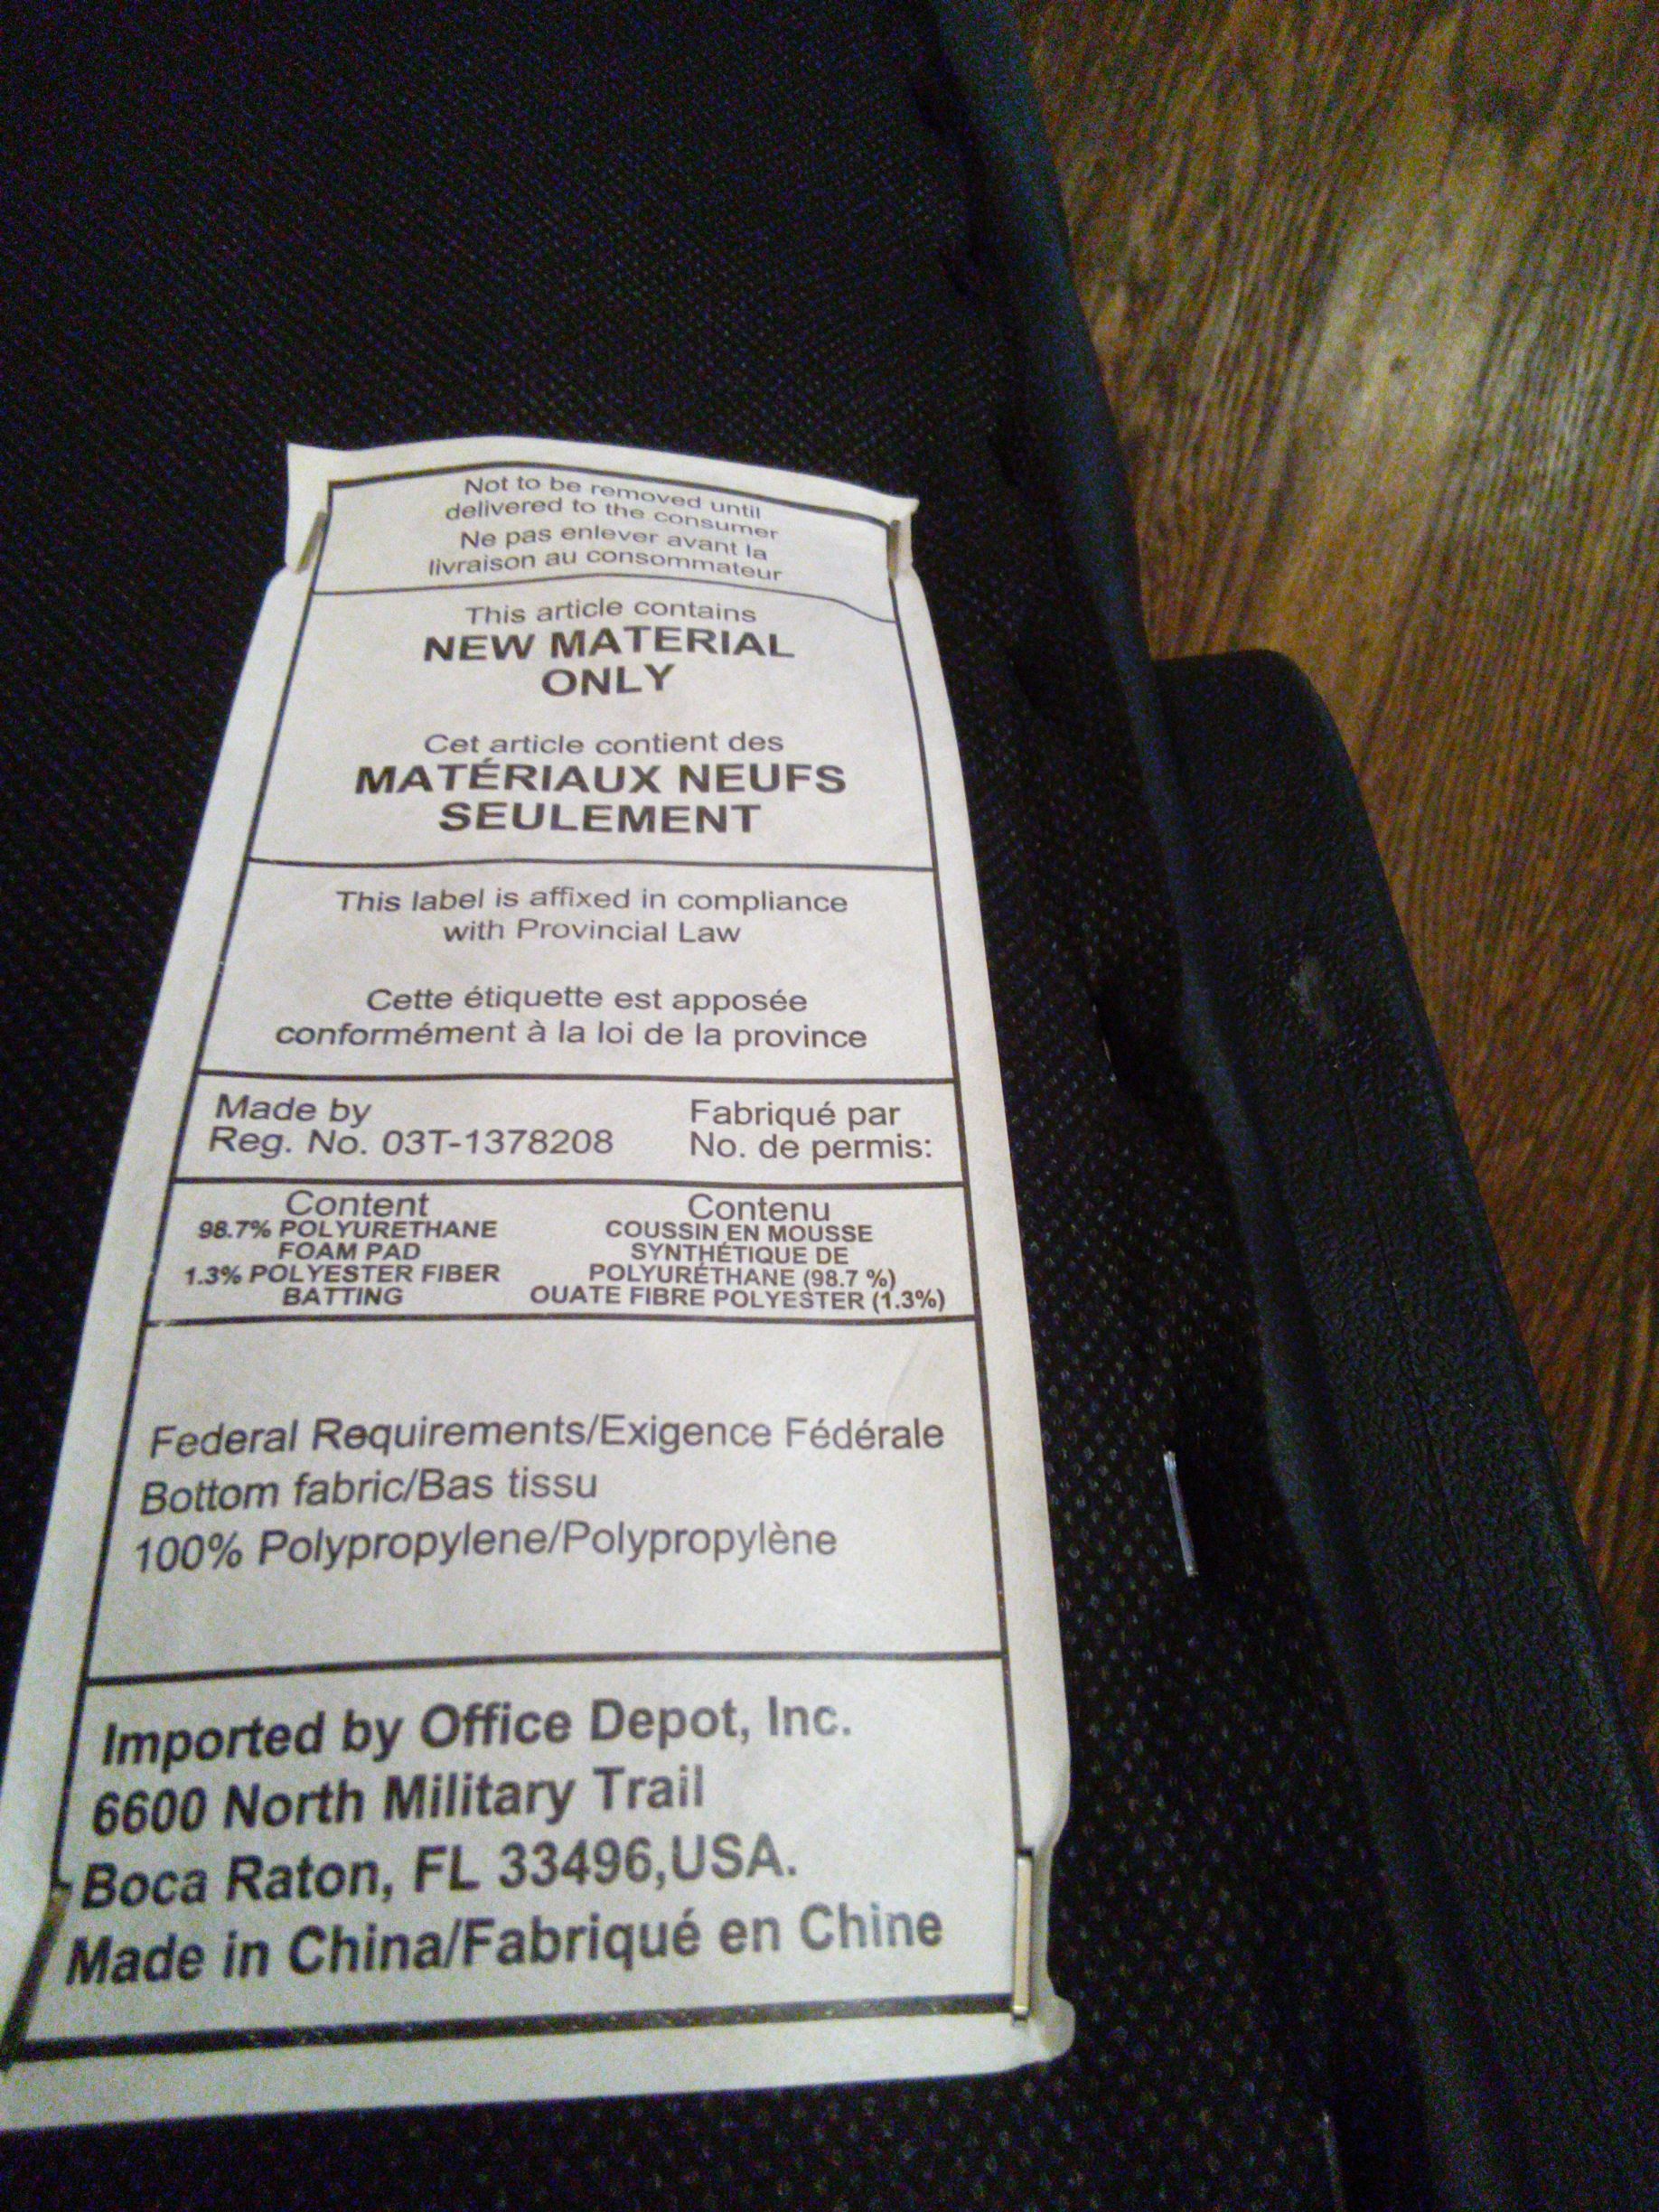 Not to be removed until
delivered to the consumer
Ne pas enlever avant la
livraison au consommateur
This article contains
NEW MATERIAL
ONLY
Cet article contient des
MATÉRIAUX NEUFS
SEULEMENT
This label is affixed in compliance
with Provincial Law
Cette étiquette est apposée
conformément à la loi de la province
Made by
Reg. No. 03T-1378208
Fabriqué par
No. de permis:
Content
98.7% POLYURETHANE
FOAM PAD
1.3% POLYESTER FIBER
BATTING
Contenu
COUSSIN EN MOUSSE
SYNTHÉTIQUE DE
POLYURÉTHANE (98.7 %)
OUATE FIBRE POLYESTER (1.3%)
Federal Requirements/Exigence Fédérale
Bottom fabric/Bas tissu
100% Polypropylene/Polypropylène
Imported by Office Depot, Inc.
6600 North Military Trail
Boca Raton, FL 33496,USA.
Made in China/Fabriqué en Chine